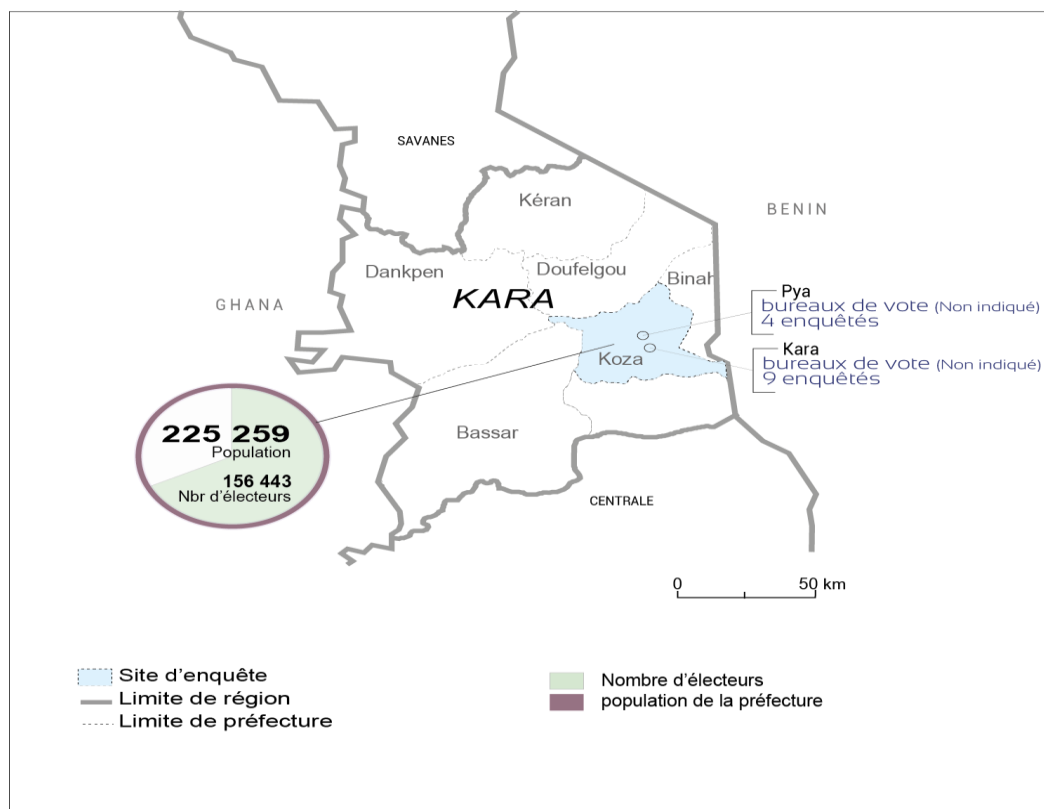 SAVANES
Kéran
BENIN
Dankpen
Doufelgou
Binah
GHANA
KARA
Pya
bureaux de vote (Non indiqué)
4 enquêtés
Kara
bureaux de vote (Non indiqué)
9 enquêtés
Koza
225 259
Population
156 443
Nbr d'électeurs
Bassar
CENTRALE
0 50 km
Site d'enquête
Limite de région
Limite de préfecture
Nombre d'électeurs
population de la préfecture